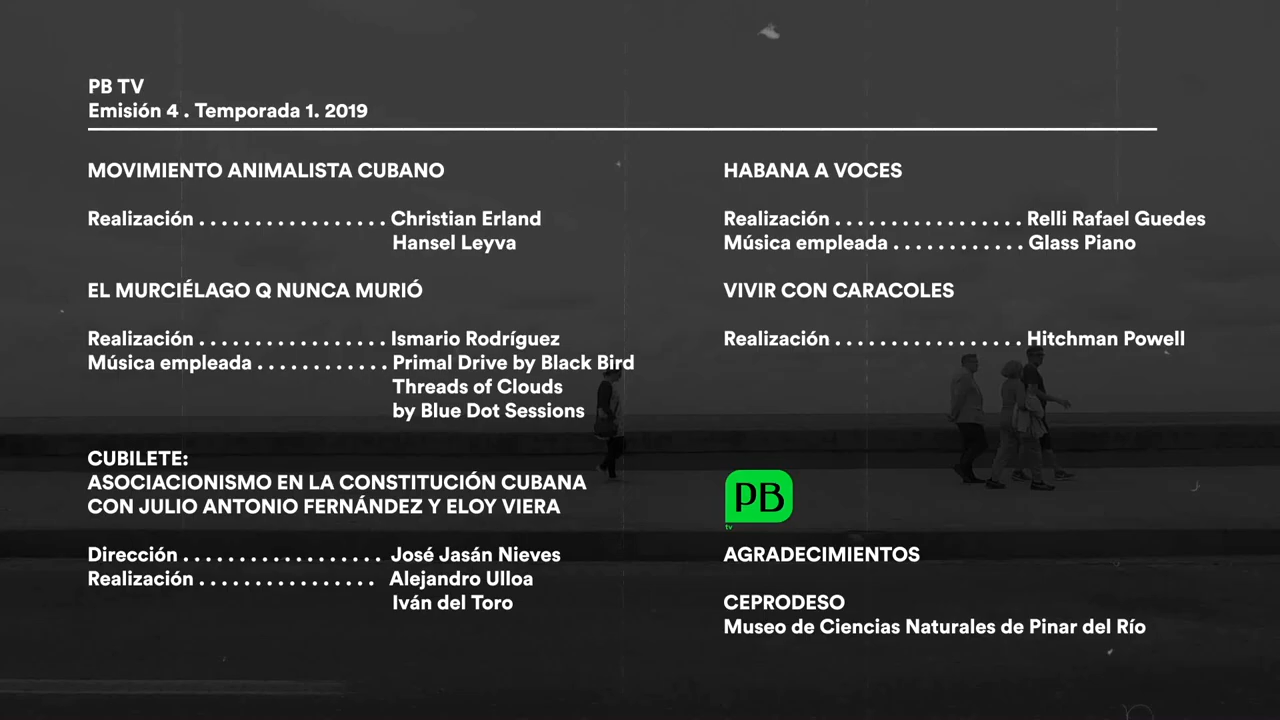 PB TV
Emisión 4 . Temporada 1. 2019
MOVIMIENTO ANIMALISTA CUBANO
Realización . . . . . . . . . . . . . . . . . Christian Erland
Hansel Leyva
EL MURCIÉLAGO Q NUNCA MURIÓ
Realización . . . . . . . . . . . . . . . . . Ismario Rodríguez
Música empleada . . . . . . . . . . . . Primal Drive by Black Bird
Threads of Clouds
by Blue Dot Sessions
CUBILETE:
ASOCIACIONISMO EN LA CONSTITUCIÓN CUBANA
CON JULIO ANTONIO FERNÁNDEZ Y ELOY VIERA
Dirección . . . . . . . . . . . . . . . . . . José Jasán Nieves
Realización . . . . . . . . . . . . . . . . Alejandro Ulloa
Iván del Toro
HABANA A VOCES
Realización . . . . . . . . . . . . . . . . . Relli Rafael Guedes
Música empleada . . . . . . . . . . . . Glass Piano
VIVIR CON CARACOLES
Realización . . . . . . . . . . . . . . . . . Hitchman Powell
PB
tv
AGRADECIMIENTOS
CEPRODESO
Museo de Ciencias Naturales de Pinar del Río